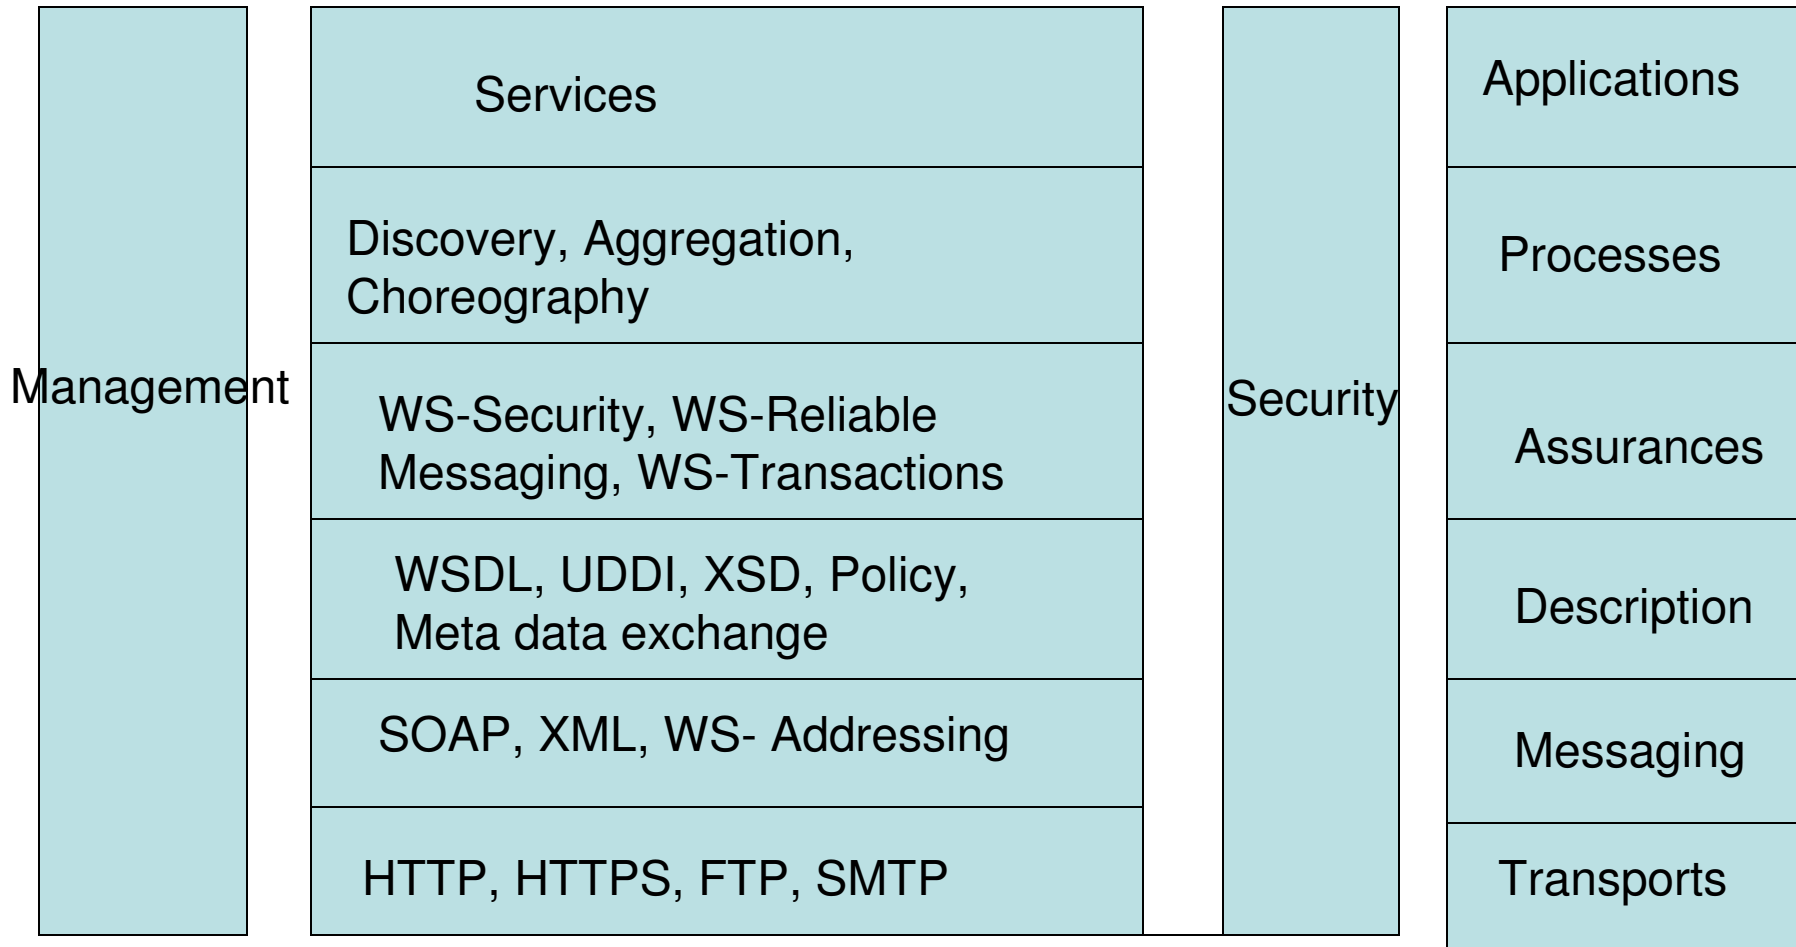 Management
Services
Discovery, Aggregation,
Choreography
WS-Security, WS-Reliable
Messaging, WS-Transactions
WSDL, UDDI, XSD, Policy,
Meta data exchange
SOAP, XML, WS- Addressing
HTTP, HTTPS, FTP, SMTP
Security
Applications
Processes
Assurances
Description
Messaging
Transports